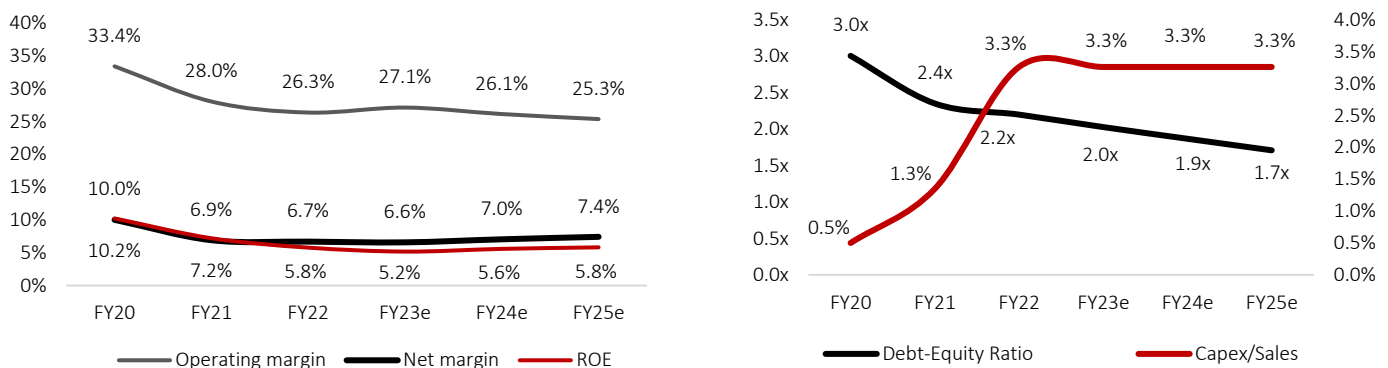 40%
35%
30%
25%
20%
15%
10%
5%
0%
33.4%
28.0%
26.3%
27.1%
26.1%
25.3%
10.0%
6.9%
6.7%
6.6%
7.0%
7.4%
10.2%
7.2%
5.8%
5.2%
5.6%
5.8%
FY20 FY21 FY22 FY23e FY24e FY25e
Operating margin Net margin ROE
3.5x
3.0x
2.5x
2.0x
1.5x
1.0x
0.5x
0.0x
3.0x
2.4x
2.2x
2.0x
1.9x
1.7x
0.5%
1.3%
3.3%
3.3%
3.3%
3.3%
4.0%
3.5%
3.0%
2.5%
2.0%
1.5%
1.0%
0.5%
0.0%
FY20 FY21 FY22 FY23e FY24e FY25e
Debt-Equity Ratio Capex/Sales